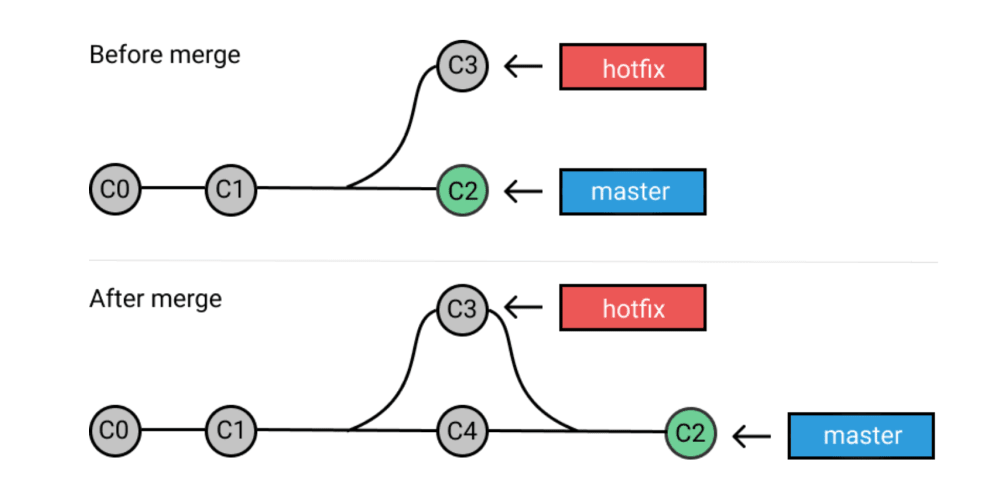 Before merge
C3
hotfix
C0
C1
C2
master
After merge
C3
hotfix
C0
C1
C4
C2
master